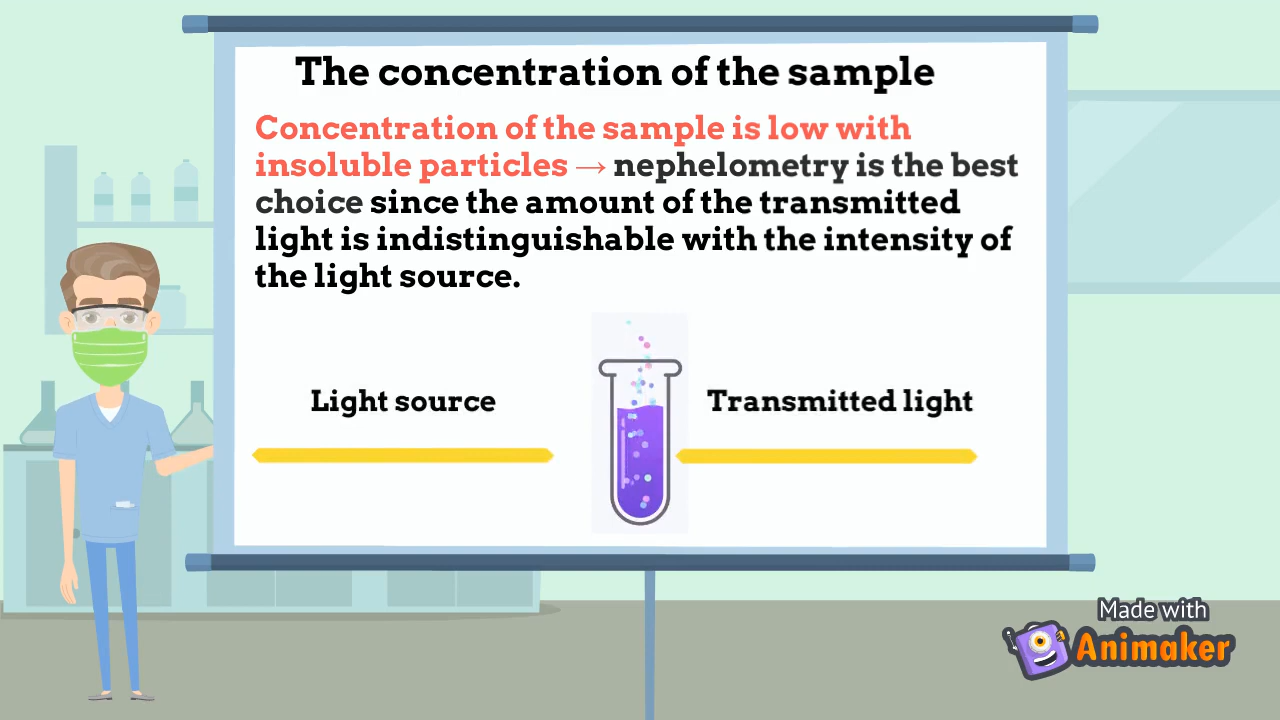 The concentration of the sample
Concentration of the sample is low with
insoluble particles → nephelometry is the best
choice since the amount of the transmitted
light is indistinguishable with the intensity of
the light source.
Light source
Transmitted light
Made with
Animaker